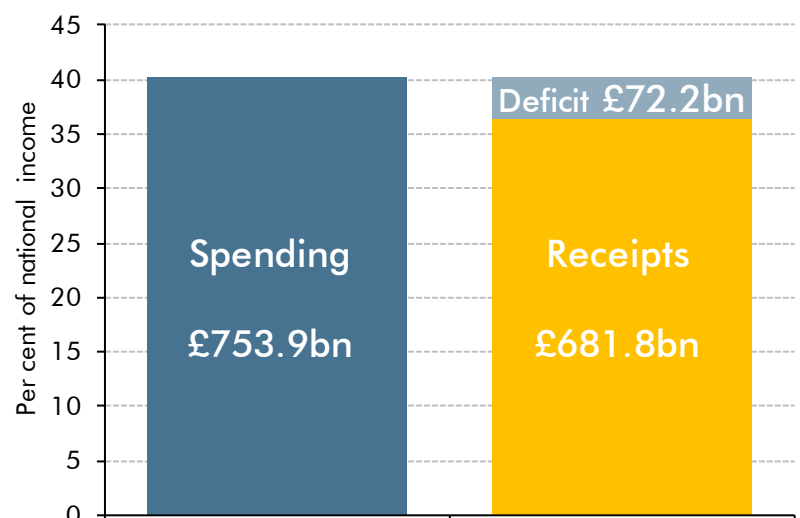 45
40
35
30
25
20
15
10
5
0
Per cent of national income
Spending
£753.9bn
Deficit £72.2bn
Receipts
£681.8bn